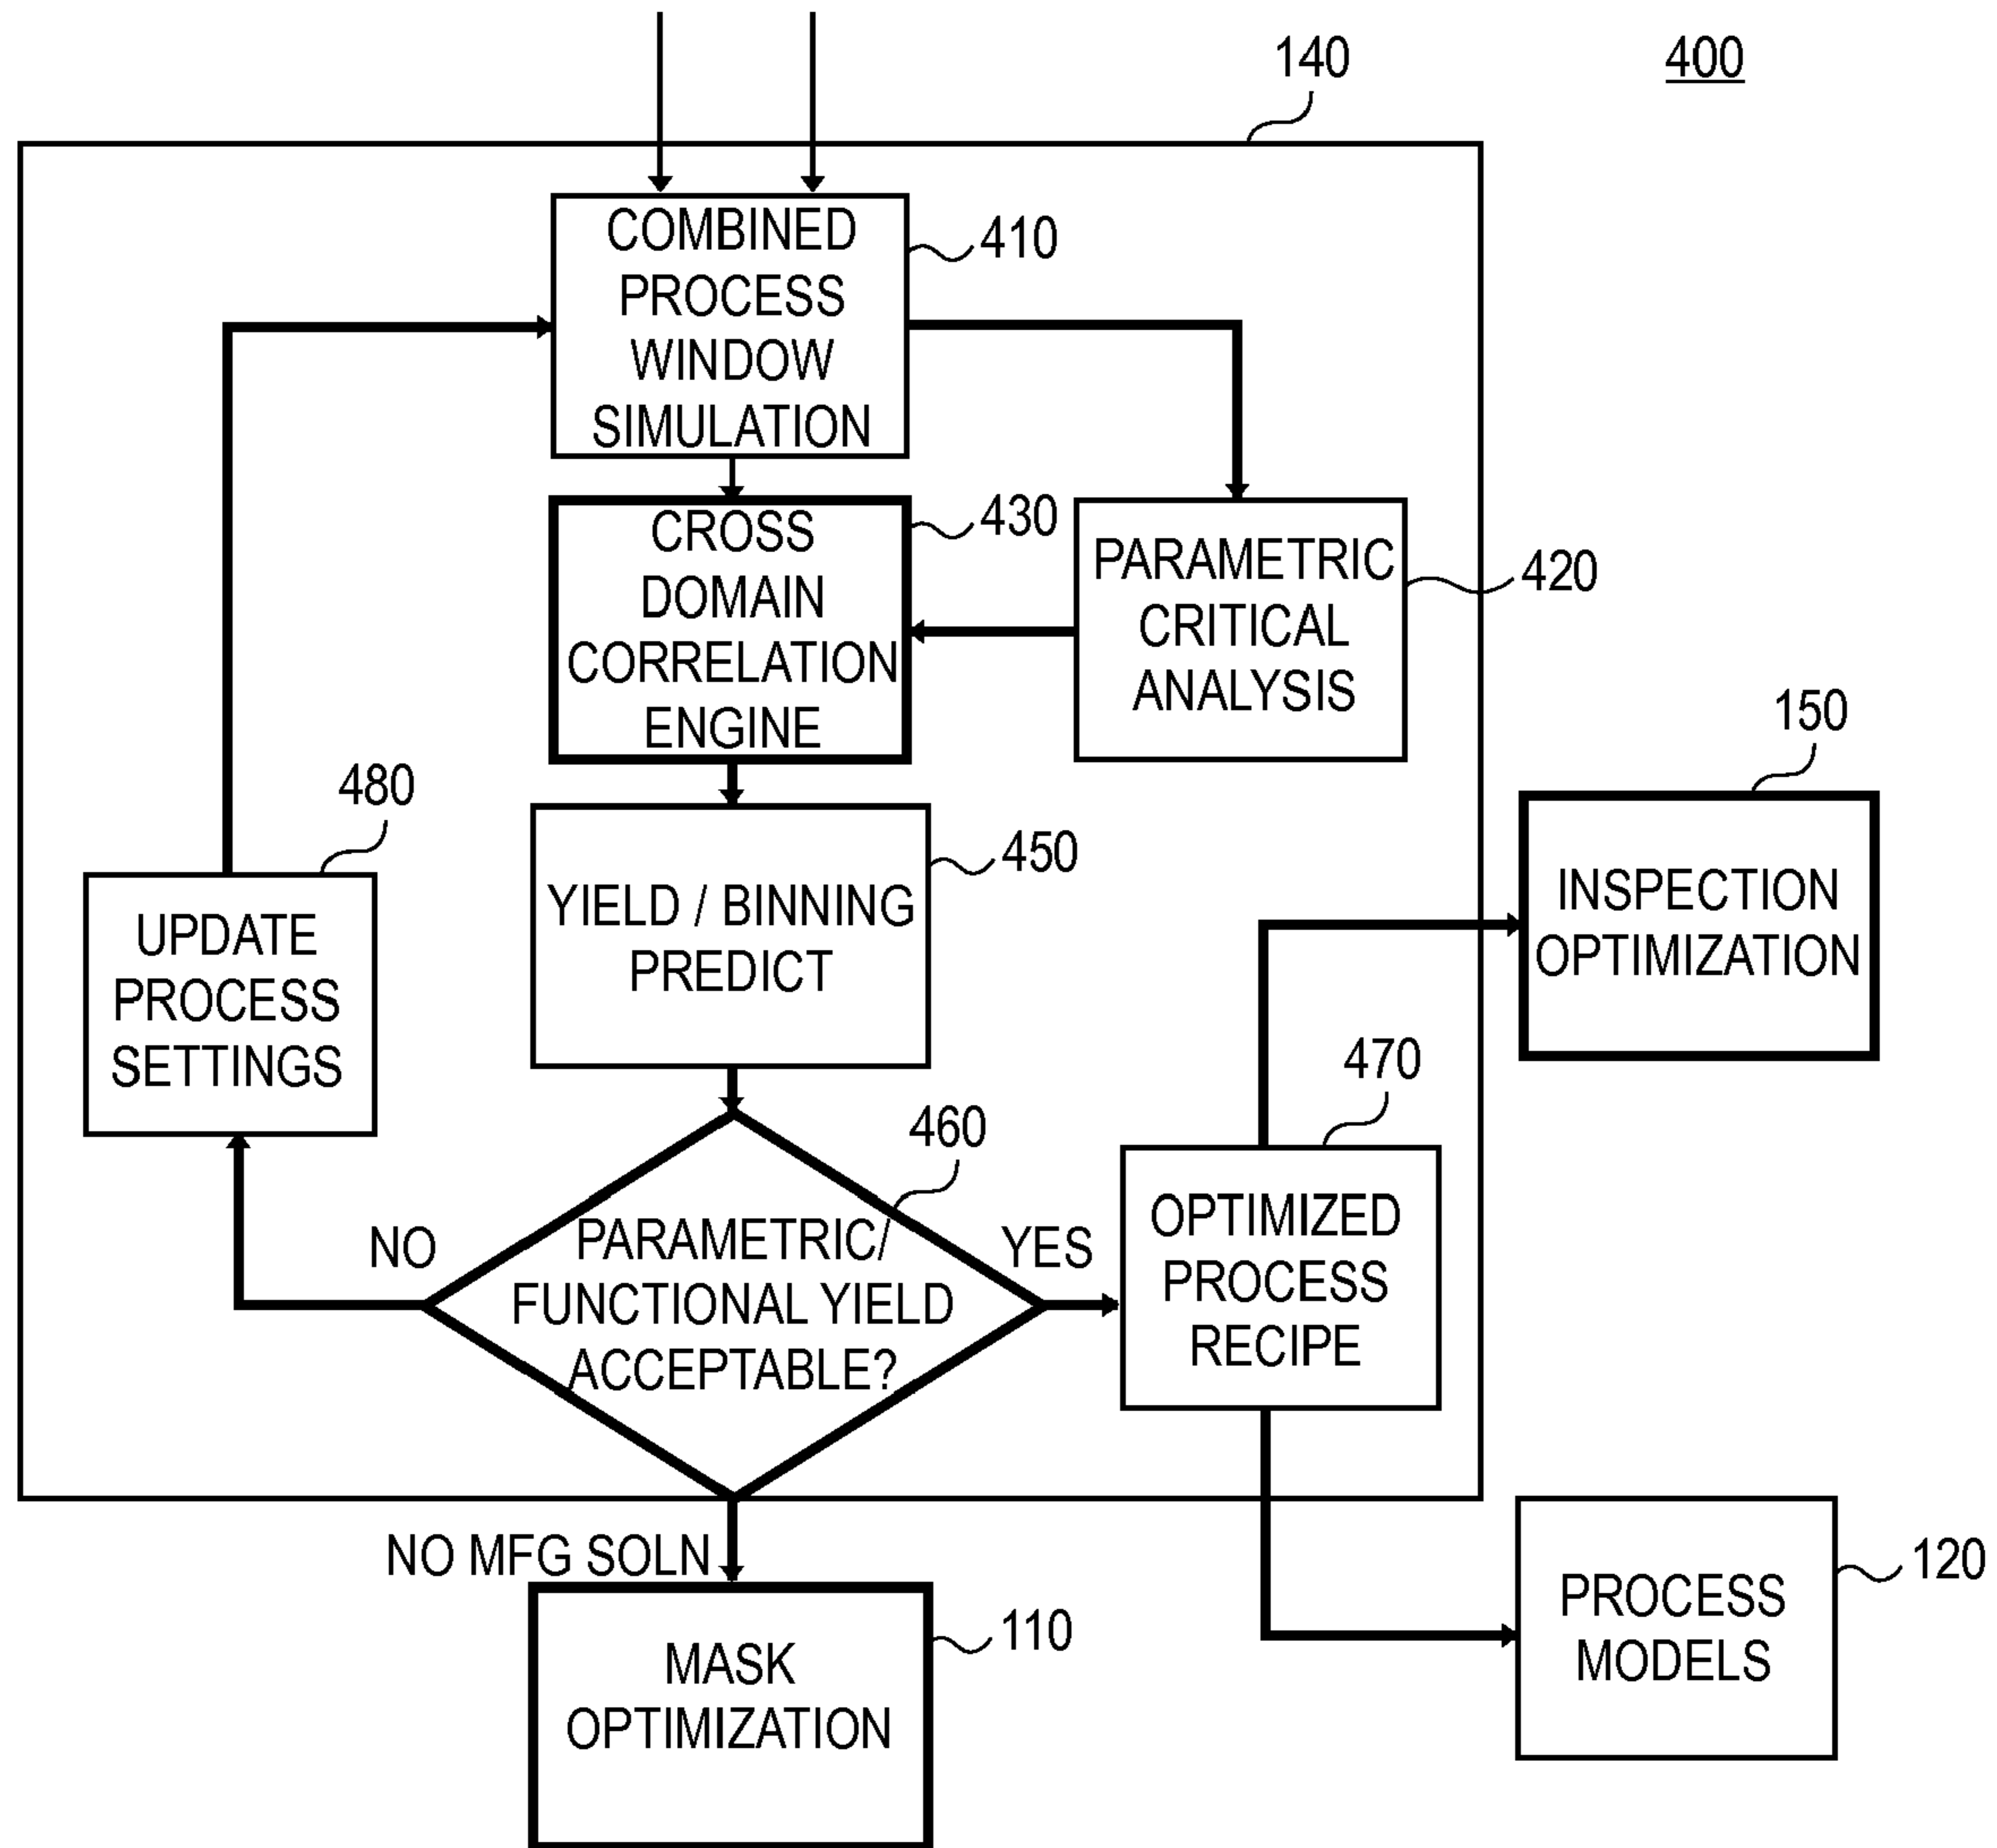 140
400
COMBINED
PROCESS
WINDOW
SIMULATION
410
CROSS
DOMAIN
CORRELATION
ENGINE
430
PARAMETRIC
CRITICAL
ANALYSIS
420
150
INSPECTION
OPTIMIZATION
480
UPDATE
PROCESS
SETTINGS
YIELD / BINNING
PREDICT
450
460
PARAMETRIC/
FUNCTIONAL YIELD
ACCEPTABLE?
NO
YES
470
OPTIMIZED
PROCESS
RECIPE
NO MFG SOLN
MASK
OPTIMIZATION
110
PROCESS
MODELS
120